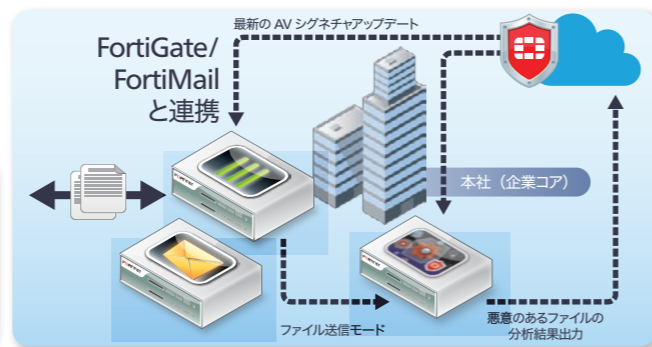 最新の AV シグネチャアップデート
FortiGate/
FortiMail
と連携
本社（企業コア）
ファイル送信モード
悪意のあるファイルの
分析結果出力